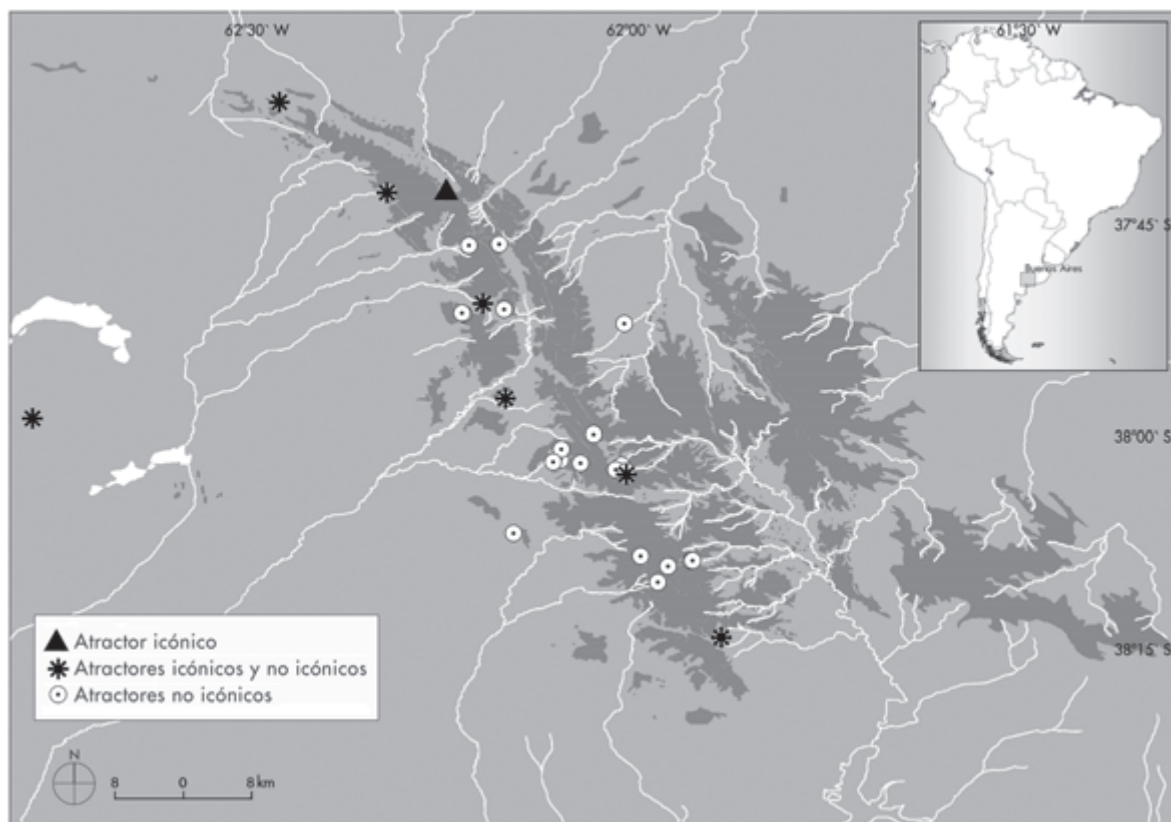 62°30‵ W
62°00‵ W
61°30‵ W
37°45‵ S
Buenos Aires
38°00‵ S
38°15‵ S
Atractor icónico
Atractores icónicos y no icónicos
Atractores no icónicos
N
8 0 8 km